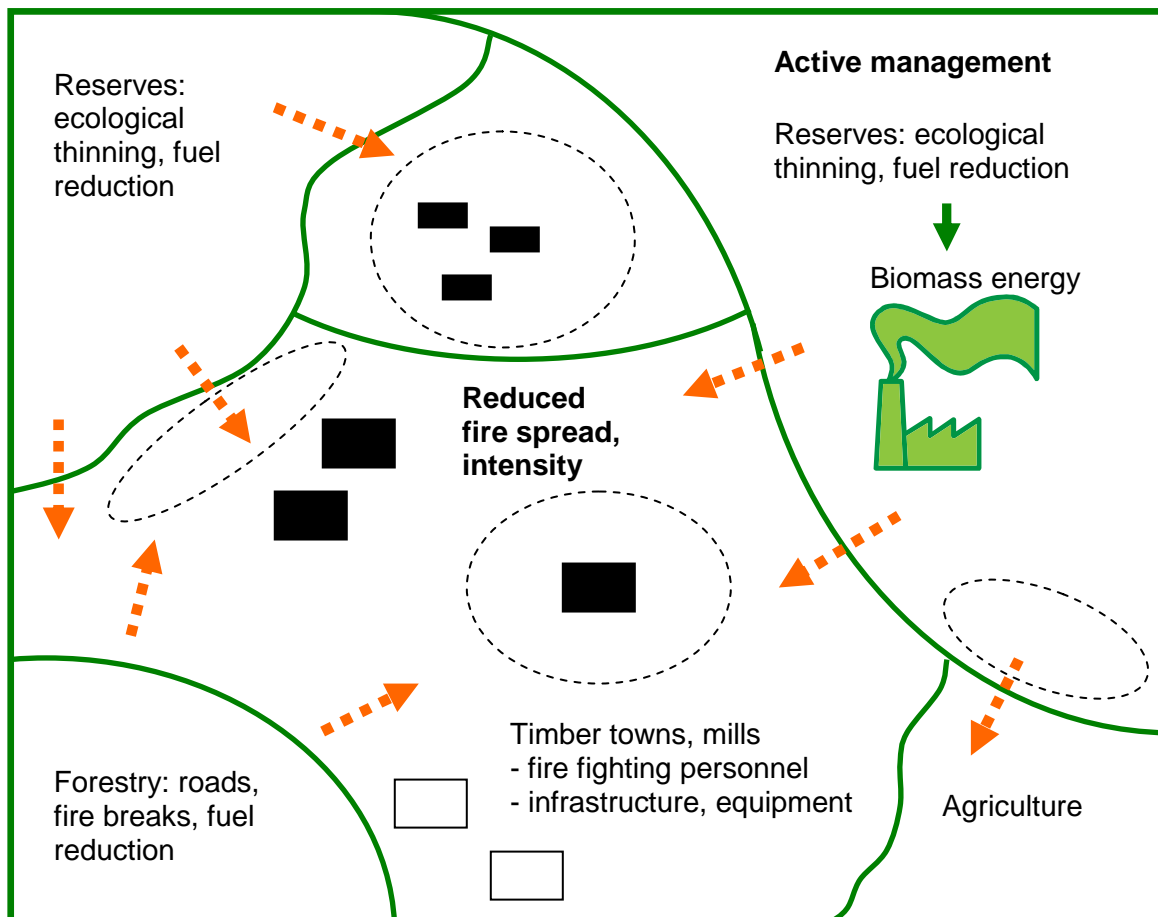 Reserves:
ecological
thinning, fuel
reduction
Active management
Reserves: ecological
thinning, fuel reduction
Biomass energy
Reduced
fire spread,
intensity
Timber towns, mills
- fire fighting personnel
- infrastructure, equipment
Forestry: roads,
fire breaks, fuel
reduction
Agriculture